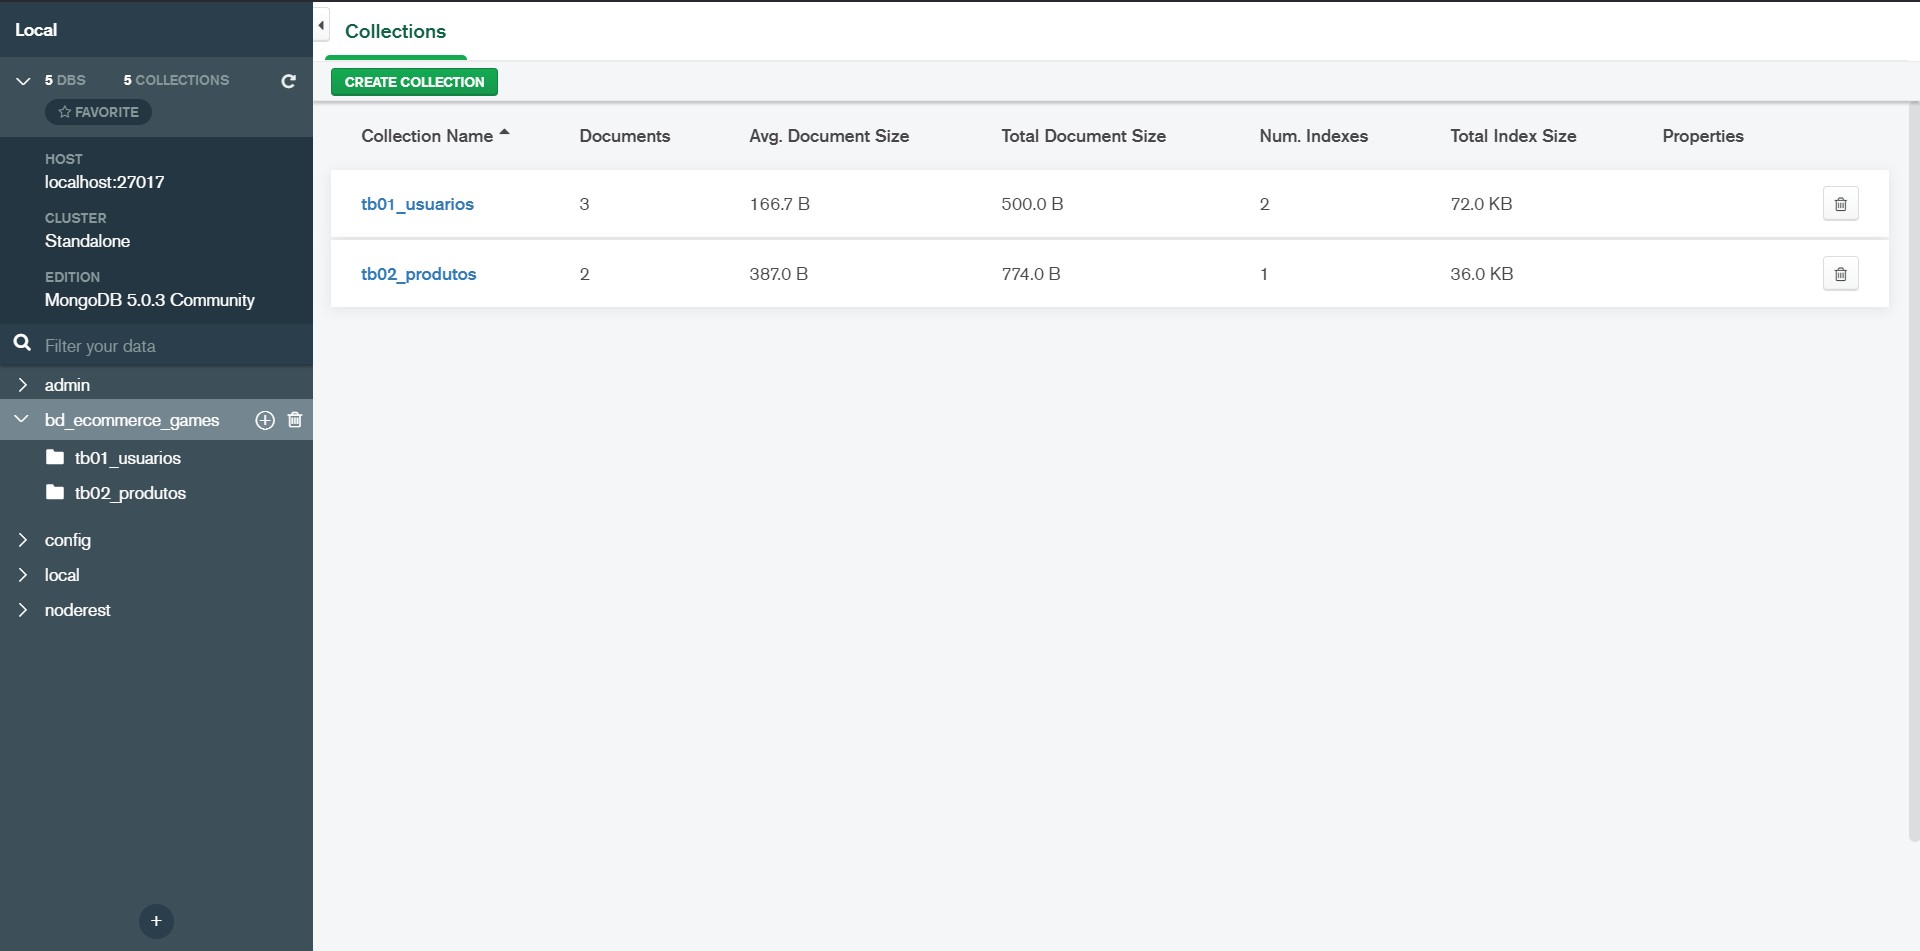 Local
5 DBS 5 COLLECTIONS
FAVORITE
HOST
localhost:27017
CLUSTER
Standalone
EDITION
MongoDB 5.0.3 Community
Filter your data
admin
bd_ecommerce_games
tb01_usuarios
tb02_produtos
config
local
noderest
+
Collections
CREATE COLLECTION
Collection Name Documents Avg. Document Size Total Document Size Num. Indexes Total Index Size Properties
tb01_usuarios 3 166.7 B 500.0 B 2 72.0 KB
tb02_produtos 2 387.0 B 774.0 B 1 36.0 KB